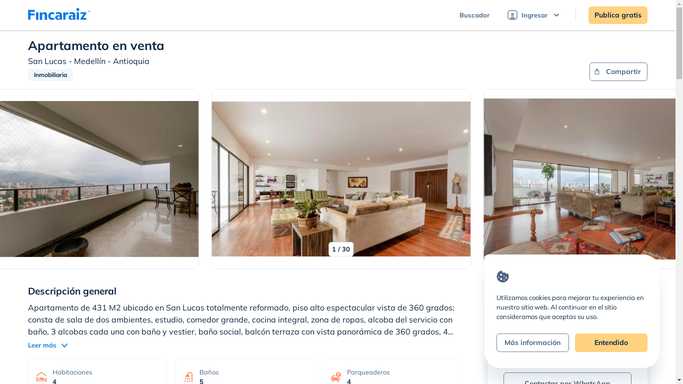 Fincaraiz
Buscador
Ingresar
Publica gratis
Apartamento en venta
San Lucas - Medellín - Antioquia
Inmobiliaria
Compartir
1 / 30
Descripción general
Apartamento de 431 M2 ubicado en San Lucas totalmente reformado, piso alto espectacular vista de 360 grados;
consta de sala de dos ambientes, estudio, comedor grande, cocina integral, zona de ropas, alcoba del servicio con
baño, 3 alcobas cada una con baño y vestier, baño social, balcón terraza con vista panorámica de 360 grados, 4...
Leer más
Habitaciones
4
Baños
5
Parqueaderos
4
Utilizamos cookies para mejorar tu experiencia en
nuestro sitio web. Al continuar en el sitio
consideramos que aceptas su uso.
Más información
Entendido
Contactar por WhatsApp